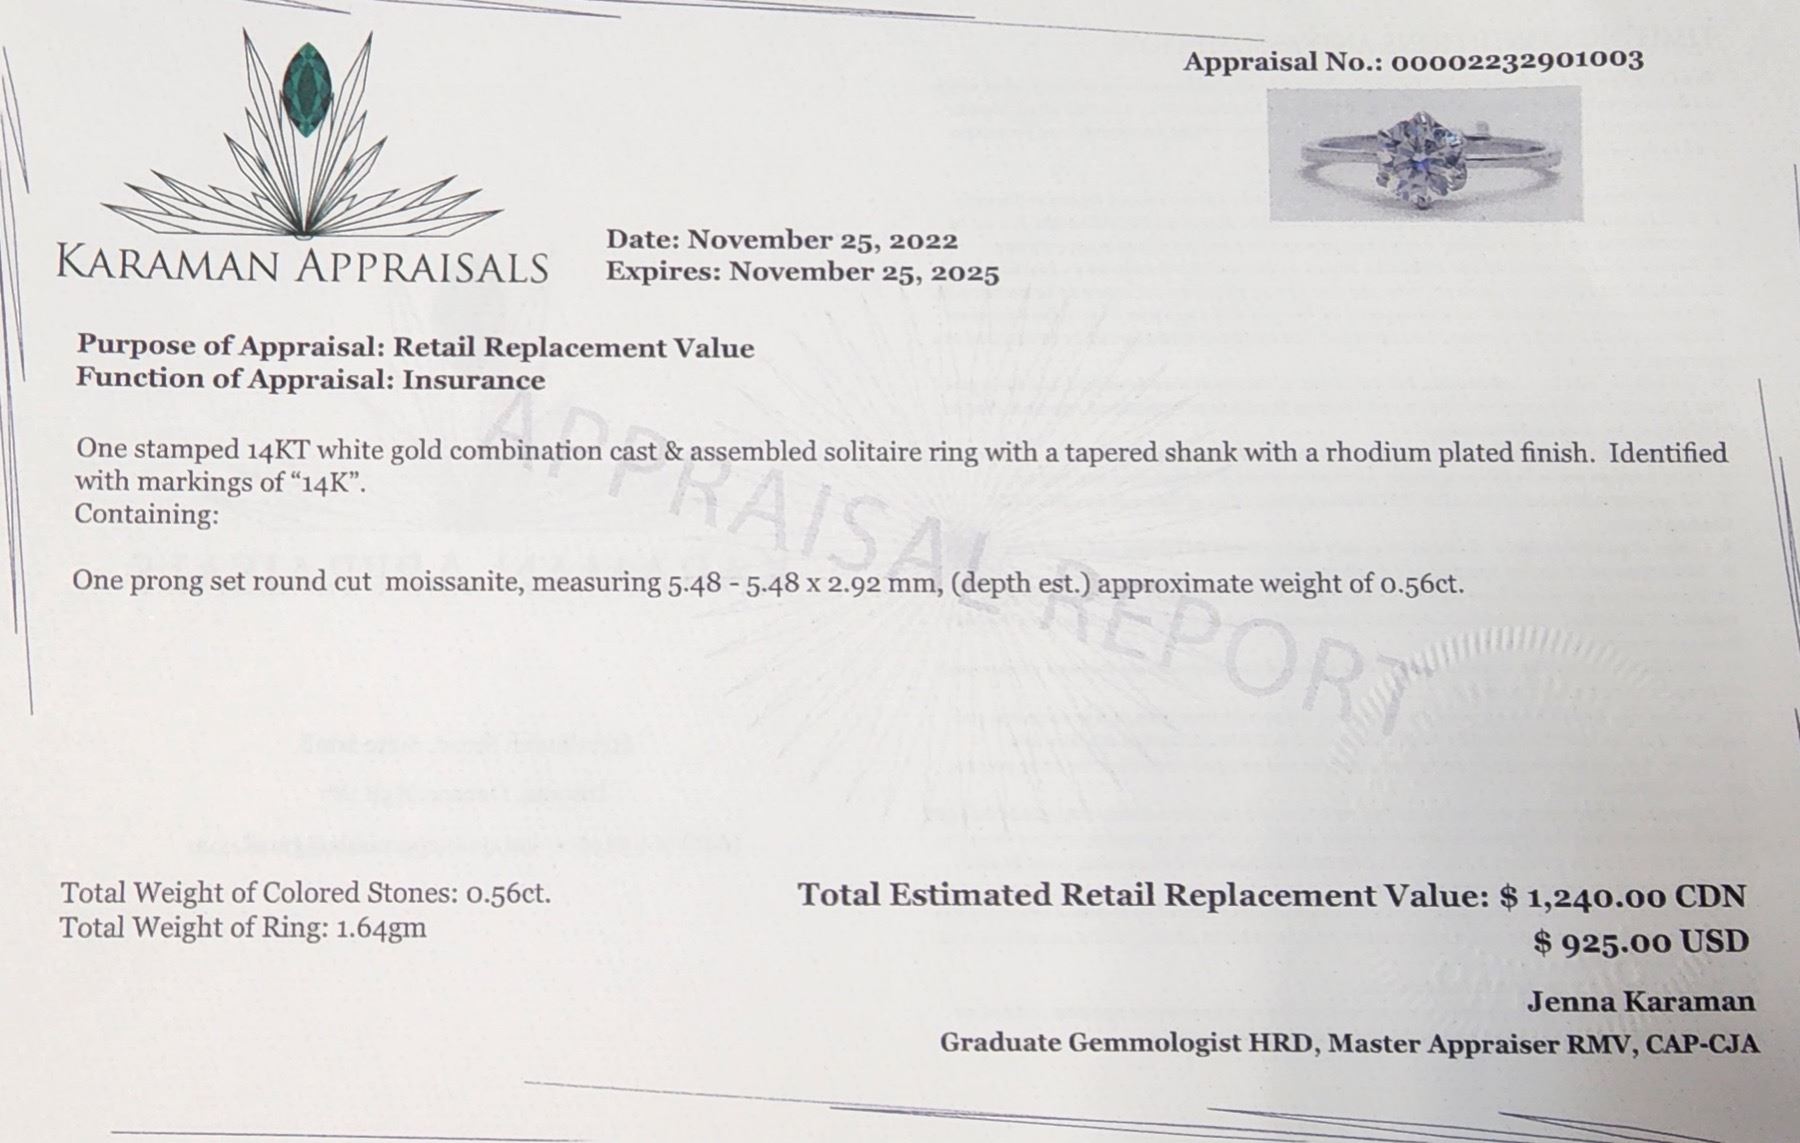 Appraisal No.: 00002232901003
KARAMAN APPRAISALS
Date: November 25, 2022
Expires: November 25, 2025
Purpose of Appraisal: Retail Replacement Value
Function of Appraisal: Insurance
One stamped 14KT white gold combination cast & assembled solitaire ring with a tapered shank with a rhodium plated finish.  Identified
with markings of “14K”.
Containing:
APPRAISAL REPORT
One prong set round cut  moissanite, measuring 5.48 - 5.48 x 2.92 mm, (depth est.) approximate weight of 0.56ct.
Total Weight of Colored Stones: 0.56ct.
Total Weight of Ring: 1.64gm
Total Estimated Retail Replacement Value: $ 1,240.00 CDN
$ 925.00 USD
Jenna Karaman
Graduate Gemmologist HRD, Master Appraiser RMV, CAP-CJA